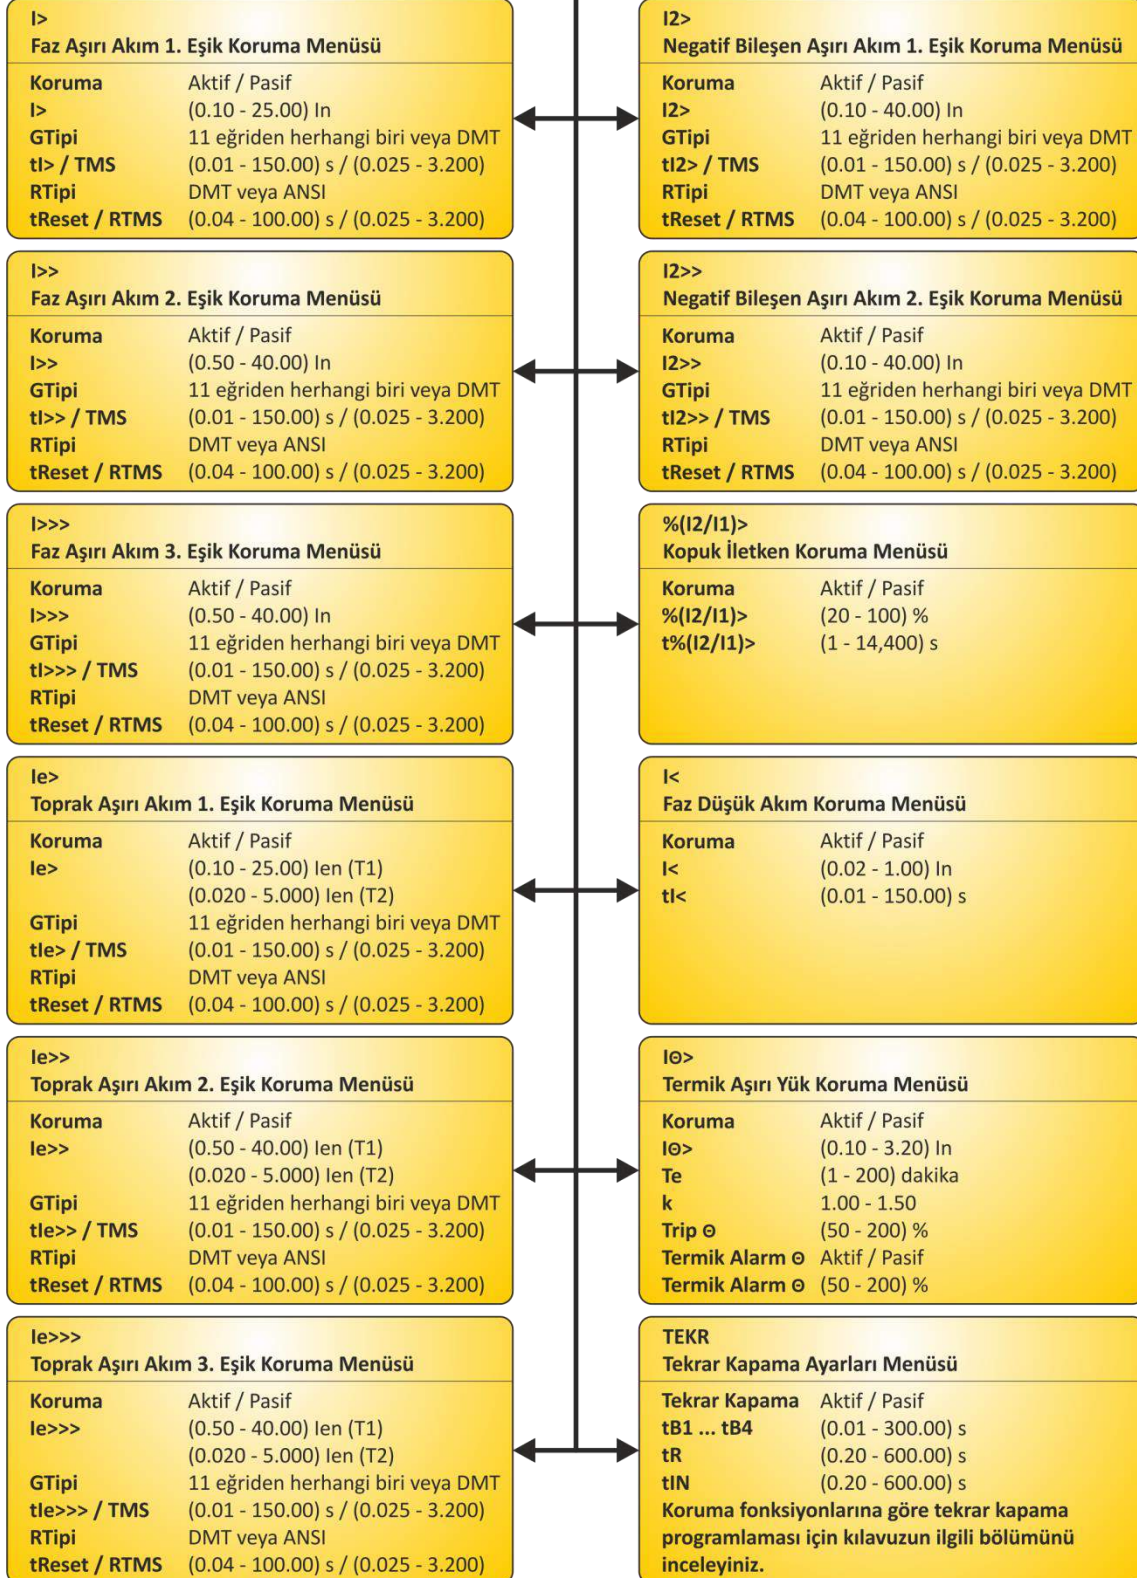 I>
Faz Aşırı Akım 1. Eşik Koruma Menüsü
Koruma Aktif / Pasif
I> (0.10 - 25.00) In
GTipi 11 eğriden herhangi biri veya DMT
tI> / TMS (0.01 - 150.00) s / (0.025 - 3.200)
RTipi DMT veya ANSI
tReset / RTMS (0.04 - 100.00) s / (0.025 - 3.200)
I>>
Faz Aşırı Akım 2. Eşik Koruma Menüsü
Koruma Aktif / Pasif
I>> (0.50 - 40.00) In
GTipi 11 eğriden herhangi biri veya DMT
tI>> / TMS (0.01 - 150.00) s / (0.025 - 3.200)
RTipi DMT veya ANSI
tReset / RTMS (0.04 - 100.00) s / (0.025 - 3.200)
I>>>
Faz Aşırı Akım 3. Eşik Koruma Menüsü
Koruma Aktif / Pasif
I>>> (0.50 - 40.00) In
GTipi 11 eğriden herhangi biri veya DMT
tI>>> / TMS (0.01 - 150.00) s / (0.025 - 3.200)
RTipi DMT veya ANSI
tReset / RTMS (0.04 - 100.00) s / (0.025 - 3.200)
Ie>
Toprak Aşırı Akım 1. Eşik Koruma Menüsü
Koruma Aktif / Pasif
Ie> (0.10 - 25.00) Ien (T1)
(0.020 - 5.000) Ien (T2)
GTipi 11 eğriden herhangi biri veya DMT
tIe> / TMS (0.01 - 150.00) s / (0.025 - 3.200)
RTipi DMT veya ANSI
tReset / RTMS (0.04 - 100.00) s / (0.025 - 3.200)
Ie>>
Toprak Aşırı Akım 2. Eşik Koruma Menüsü
Koruma Aktif / Pasif
Ie>> (0.50 - 40.00) Ien (T1)
(0.020 - 5.000) Ien (T2)
GTipi 11 eğriden herhangi biri veya DMT
tIe>> / TMS (0.01 - 150.00) s / (0.025 - 3.200)
RTipi DMT veya ANSI
tReset / RTMS (0.04 - 100.00) s / (0.025 - 3.200)
Ie>>>
Toprak Aşırı Akım 3. Eşik Koruma Menüsü
Koruma Aktif / Pasif
Ie>>> (0.50 - 40.00) Ien (T1)
(0.020 - 5.000) Ien (T2)
GTipi 11 eğriden herhangi biri veya DMT
tIe>>> / TMS (0.01 - 150.00) s / (0.025 - 3.200)
RTipi DMT veya ANSI
tReset / RTMS (0.04 - 100.00) s / (0.025 - 3.200)
I2>
Negatif Bileşen Aşırı Akım 1. Eşik Koruma Menüsü
Koruma Aktif / Pasif
I2> (0.10 - 40.00) In
GTipi 11 eğriden herhangi biri veya DMT
tI2> / TMS (0.01 - 150.00) s / (0.025 - 3.200)
RTipi DMT veya ANSI
tReset / RTMS (0.04 - 100.00) s / (0.025 - 3.200)
I2>>
Negatif Bileşen Aşırı Akım 2. Eşik Koruma Menüsü
Koruma Aktif / Pasif
I2>> (0.10 - 40.00) In
GTipi 11 eğriden herhangi biri veya DMT
tI2>> / TMS (0.01 - 150.00) s / (0.025 - 3.200)
RTipi DMT veya ANSI
tReset / RTMS (0.04 - 100.00) s / (0.025 - 3.200)
%(I2/I1)>
Kopuk İletken Koruma Menüsü
Koruma Aktif / Pasif
%(I2/I1)> (20 - 100) %
t%(I2/I1)> (1 - 14,400) s
I<
Faz Düşük Akım Koruma Menüsü
Koruma Aktif / Pasif
I< (0.02 - 1.00) In
tI< (0.01 - 150.00) s
IΘ>
Termik Aşırı Yük Koruma Menüsü
Koruma Aktif / Pasif
IΘ> (0.10 - 3.20) In
Te (1 - 200) dakika
k 1.00 - 1.50
Trip Θ (50 - 200) %
Termik Alarm Θ Aktif / Pasif
Termik Alarm Θ (50 - 200) %
TEKR
Tekrar Kapama Ayarları Menüsü
Tekrar Kapama Aktif / Pasif
tB1 ... tB4 (0.01 - 300.00) s
tR (0.20 - 600.00) s
tIN (0.20 - 600.00) s
Koruma fonksiyonlarına göre tekrar kapama
programlaması için kılavuzun ilgili bölümünü
inceleyiniz.